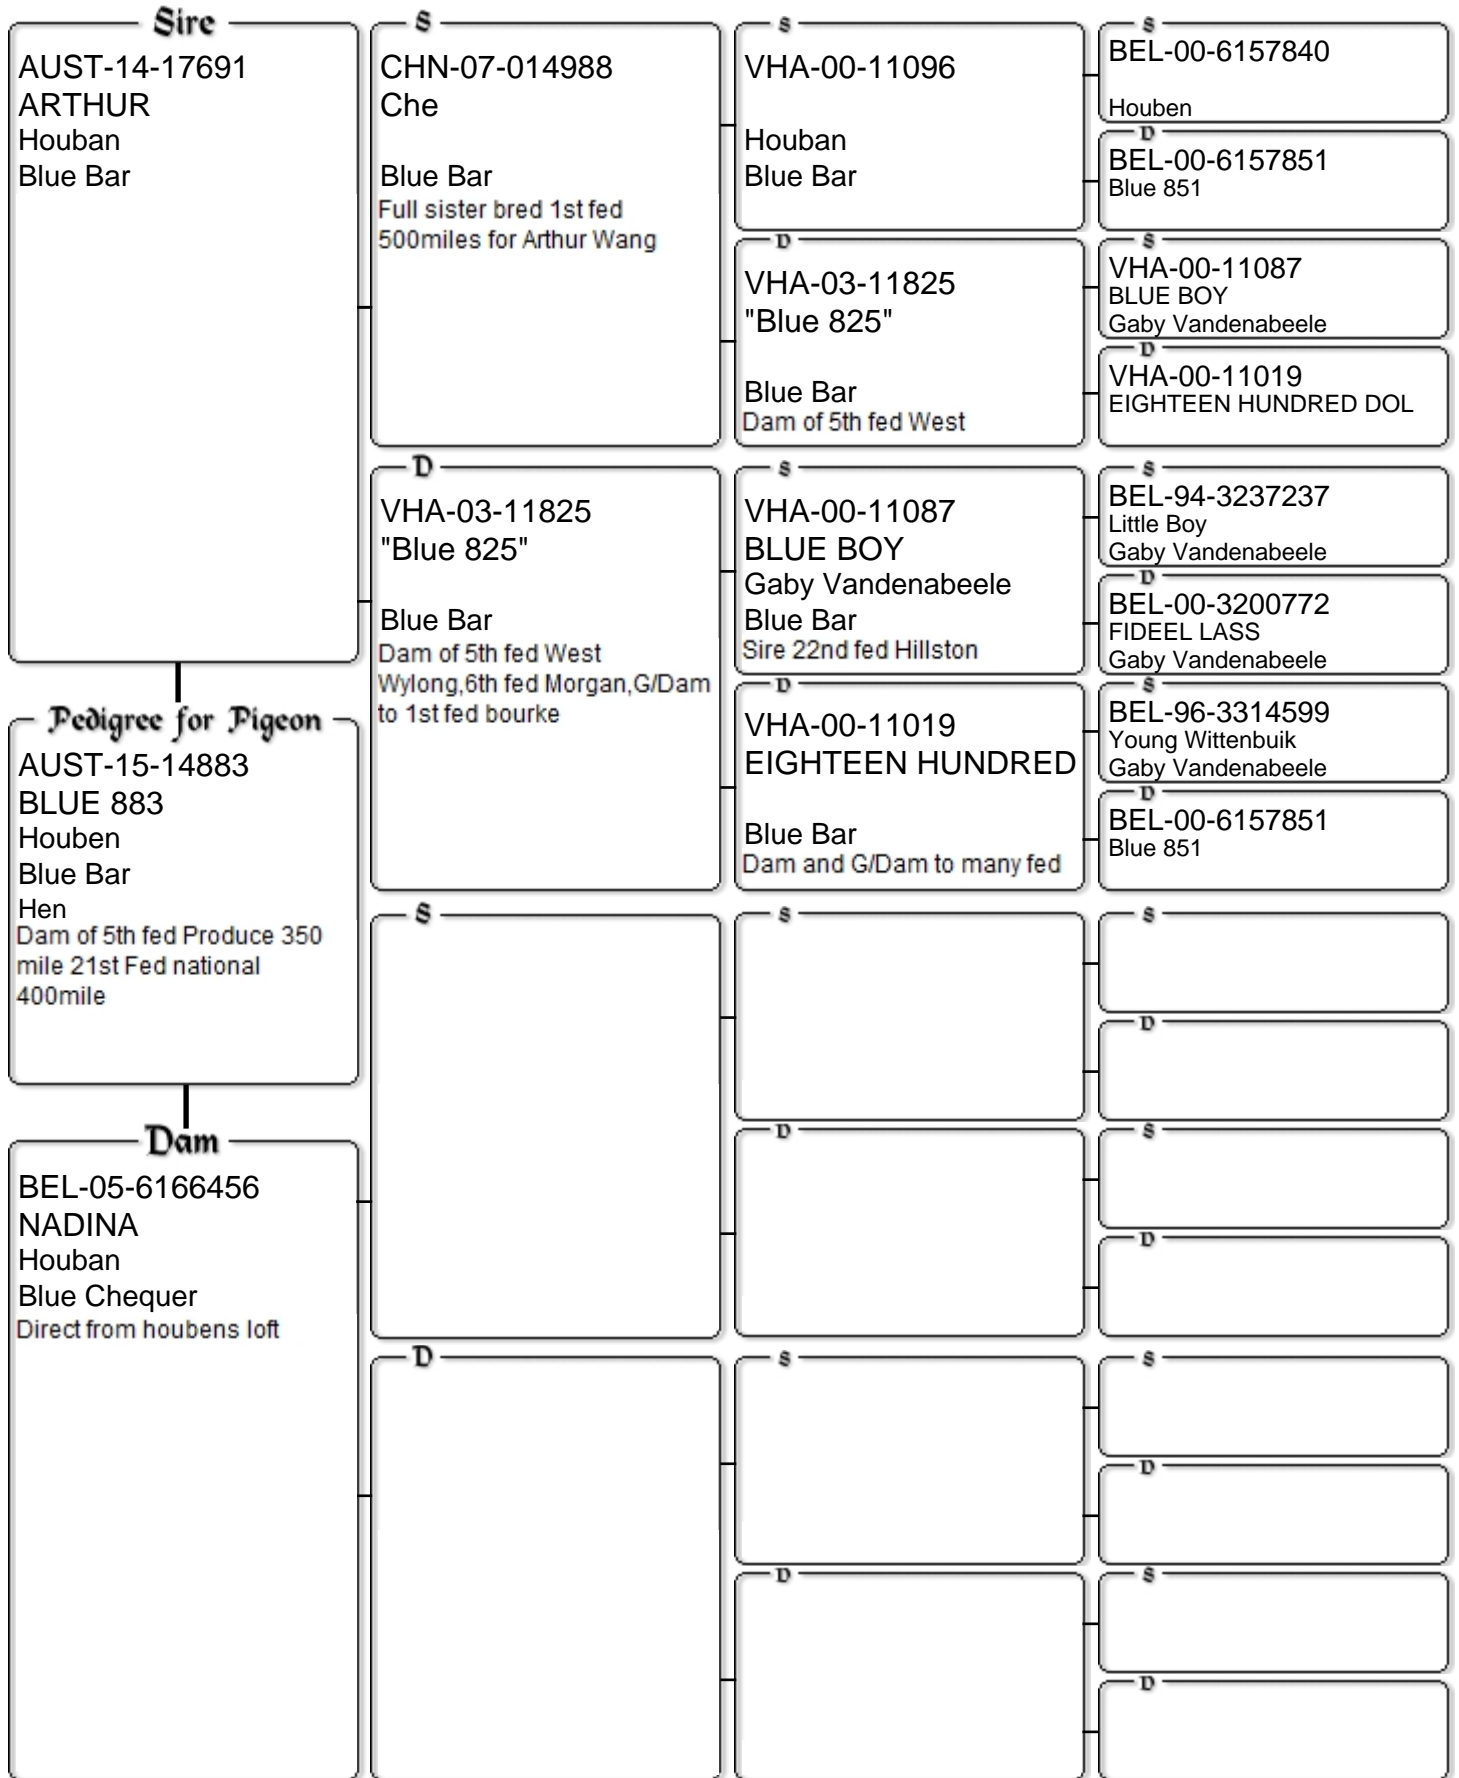 Sire
AUST-14-17691
ARTHUR
Houban
Blue Bar
Pedigree for Pigeon
AUST-15-14883
BLUE 883
Houben
Blue Bar
Hen
Dam of 5th fed Produce 350
mile 21st Fed national
400mile
Dam
BEL-05-6166456
NADINA
Houban
Blue Chequer
Direct from houbens loft
S
CHN-07-014988
Che
Blue Bar
Full sister bred 1st fed
500miles for Arthur Wang
D
VHA-03-11825
"Blue 825"
Blue Bar
Dam of 5th fed West
Wylong,6th fed Morgan,G/Dam
to 1st fed bourke
S
D
S
VHA-00-11096
Houban
Blue Bar
D
VHA-03-11825
"Blue 825"
Blue Bar
Dam of 5th fed West
S
VHA-00-11087
BLUE BOY
Gaby Vandenabeele
Blue Bar
Sire 22nd fed Hillston
D
VHA-00-11019
EIGHTEEN HUNDRED
Blue Bar
Dam and G/Dam to many fed
S
D
S
D
S
BEL-00-6157840
Houben
D
BEL-00-6157851
Blue 851
S
VHA-00-11087
BLUE BOY
Gaby Vandenabeele
D
VHA-00-11019
EIGHTEEN HUNDRED DOL
S
BEL-94-3237237
Little Boy
Gaby Vandenabeele
D
BEL-00-3200772
FIDEEL LASS
Gaby Vandenabeele
S
BEL-96-3314599
Young Wittenbuik
Gaby Vandenabeele
D
BEL-00-6157851
Blue 851
S
D
S
D
S
D
S
D